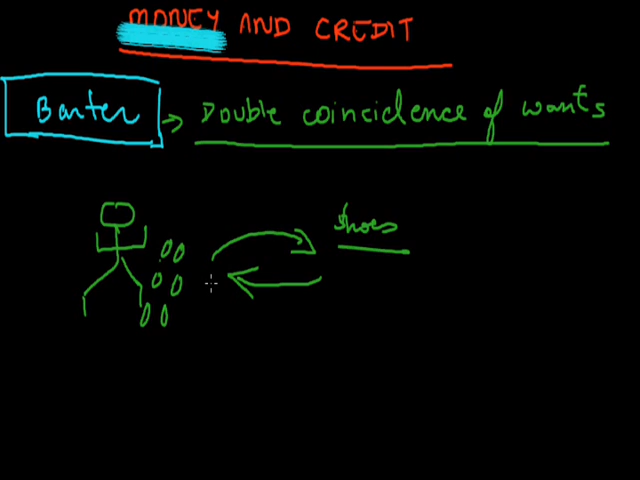 MONEY AND CREDIT
Barter → Double coincidence of wants
Shoes